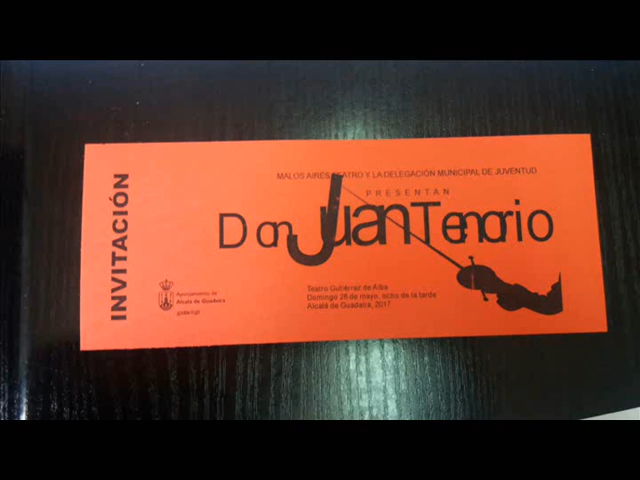 INVITACIÓN
MALOS AIRES TEATRO Y LA DELEGACIÓN MUNICIPAL DE JUVENTUD
PRESENTAN
Don Juan Tenorio
Teatro Gutiérrez de Alba
Domingo 28 de mayo, ocho de la tarde
Alcalá de Guadaíra, 2017
Ayuntamiento de
Alcalá de Guadaíra